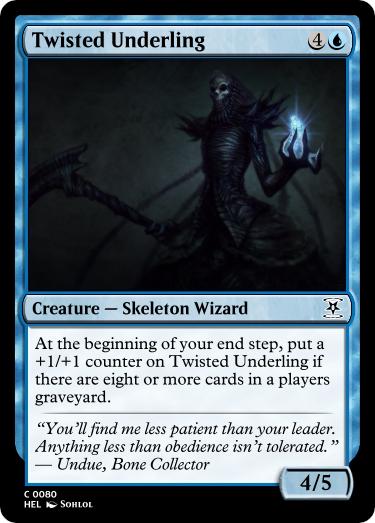 Twisted Underling 4
Creature — Skeleton Wizard
At the beginning of your end step, put a
+1/+1 counter on Twisted Underling if
there are eight or more cards in a players
graveyard.
“You’ll find me less patient than your leader.
Anything less than obedience isn’t tolerated.”
— Undue, Bone Collector
4/5
C 0080
HEL Sohlol